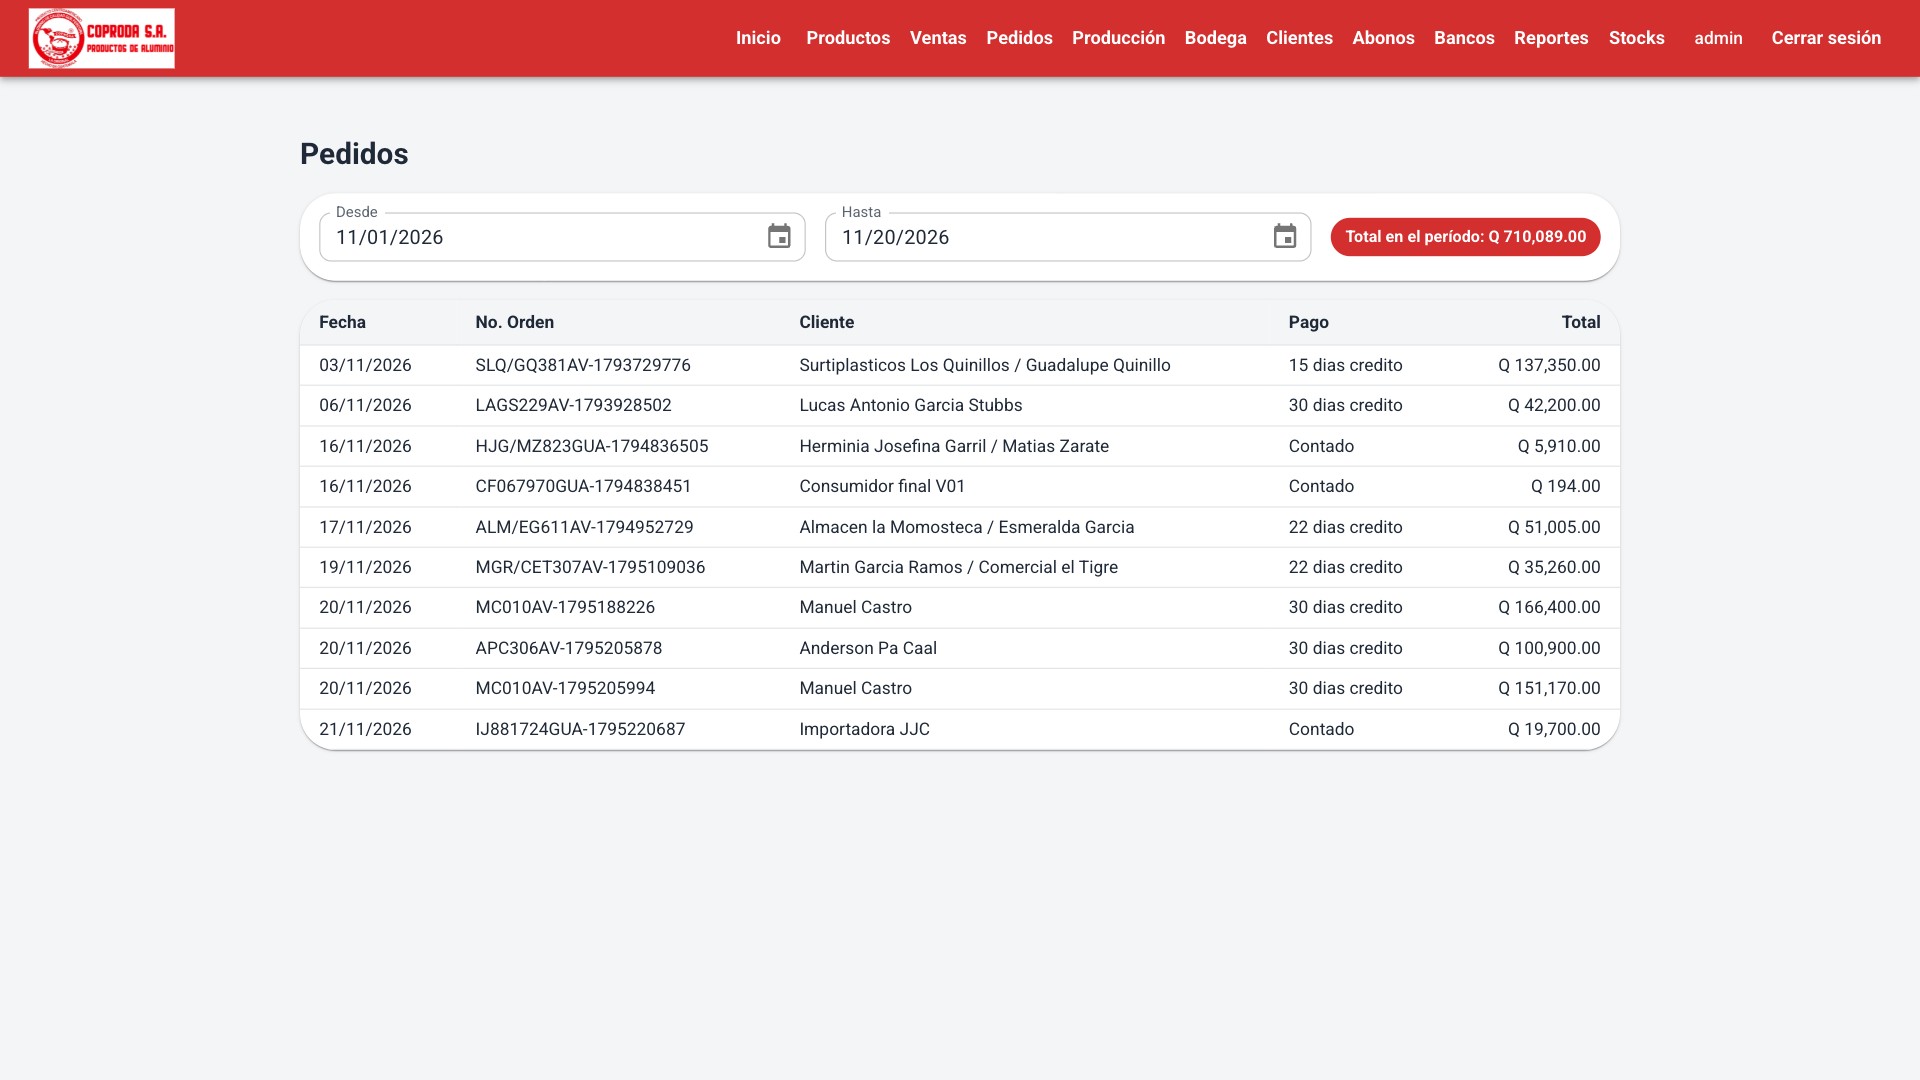 COPRODA S.A.
PRODUCTOS DE ALUMINIO
Inicio Productos Ventas Pedidos Producción Bodega Clientes Abonos Bancos Reportes Stocks admin Cerrar sesión
Pedidos
Desde
11/01/2026
Hasta
11/20/2026
Total en el período: Q 710,089.00
Fecha No. Orden Cliente Pago Total
03/11/2026 SLQ/GQ381AV-1793729776 Surtiplasticos Los Quinillos / Guadalupe Quinillo 15 dias credito Q 137,350.00
06/11/2026 LAGS229AV-1793928502 Lucas Antonio Garcia Stubbs 30 dias credito Q 42,200.00
16/11/2026 HJG/MZ823GUA-1794836505 Herminia Josefina Garril / Matias Zarate Contado Q 5,910.00
16/11/2026 CF067970GUA-1794838451 Consumidor final V01 Contado Q 194.00
17/11/2026 ALM/EG611AV-1794952729 Almacen la Momosteca / Esmeralda Garcia 22 dias credito Q 51,005.00
19/11/2026 MGR/CET307AV-1795109036 Martin Garcia Ramos / Comercial el Tigre 22 dias credito Q 35,260.00
20/11/2026 MC010AV-1795188226 Manuel Castro 30 dias credito Q 166,400.00
20/11/2026 APC306AV-1795205878 Anderson Pa Caal 30 dias credito Q 100,900.00
20/11/2026 MC010AV-1795205994 Manuel Castro 30 dias credito Q 151,170.00
21/11/2026 IJ881724GUA-1795220687 Importadora JJC Contado Q 19,700.00